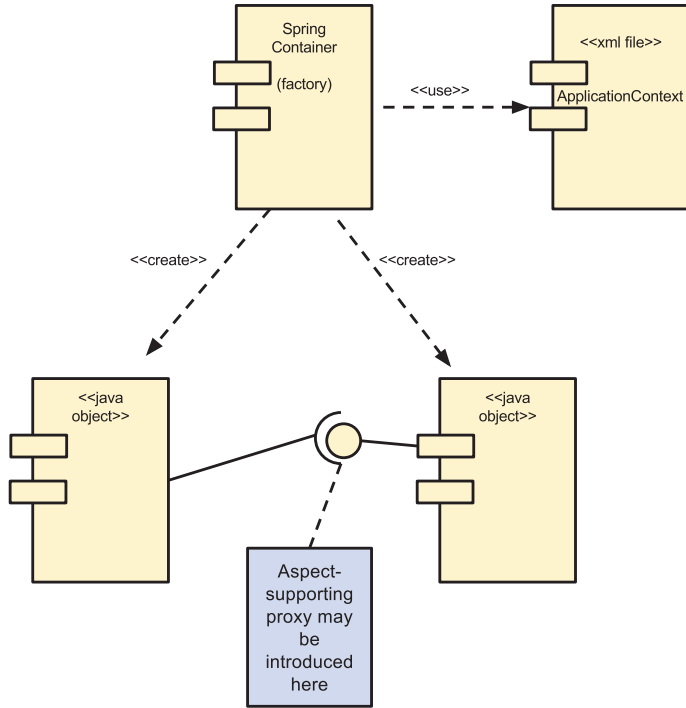 Spring
Container
(factory)
<<use>>
<<xml file>>
ApplicationContext
<<create>>
<<create>>
<<java
object>>
<<java
object>>
Aspect-
supporting
proxy may
be
introduced
here